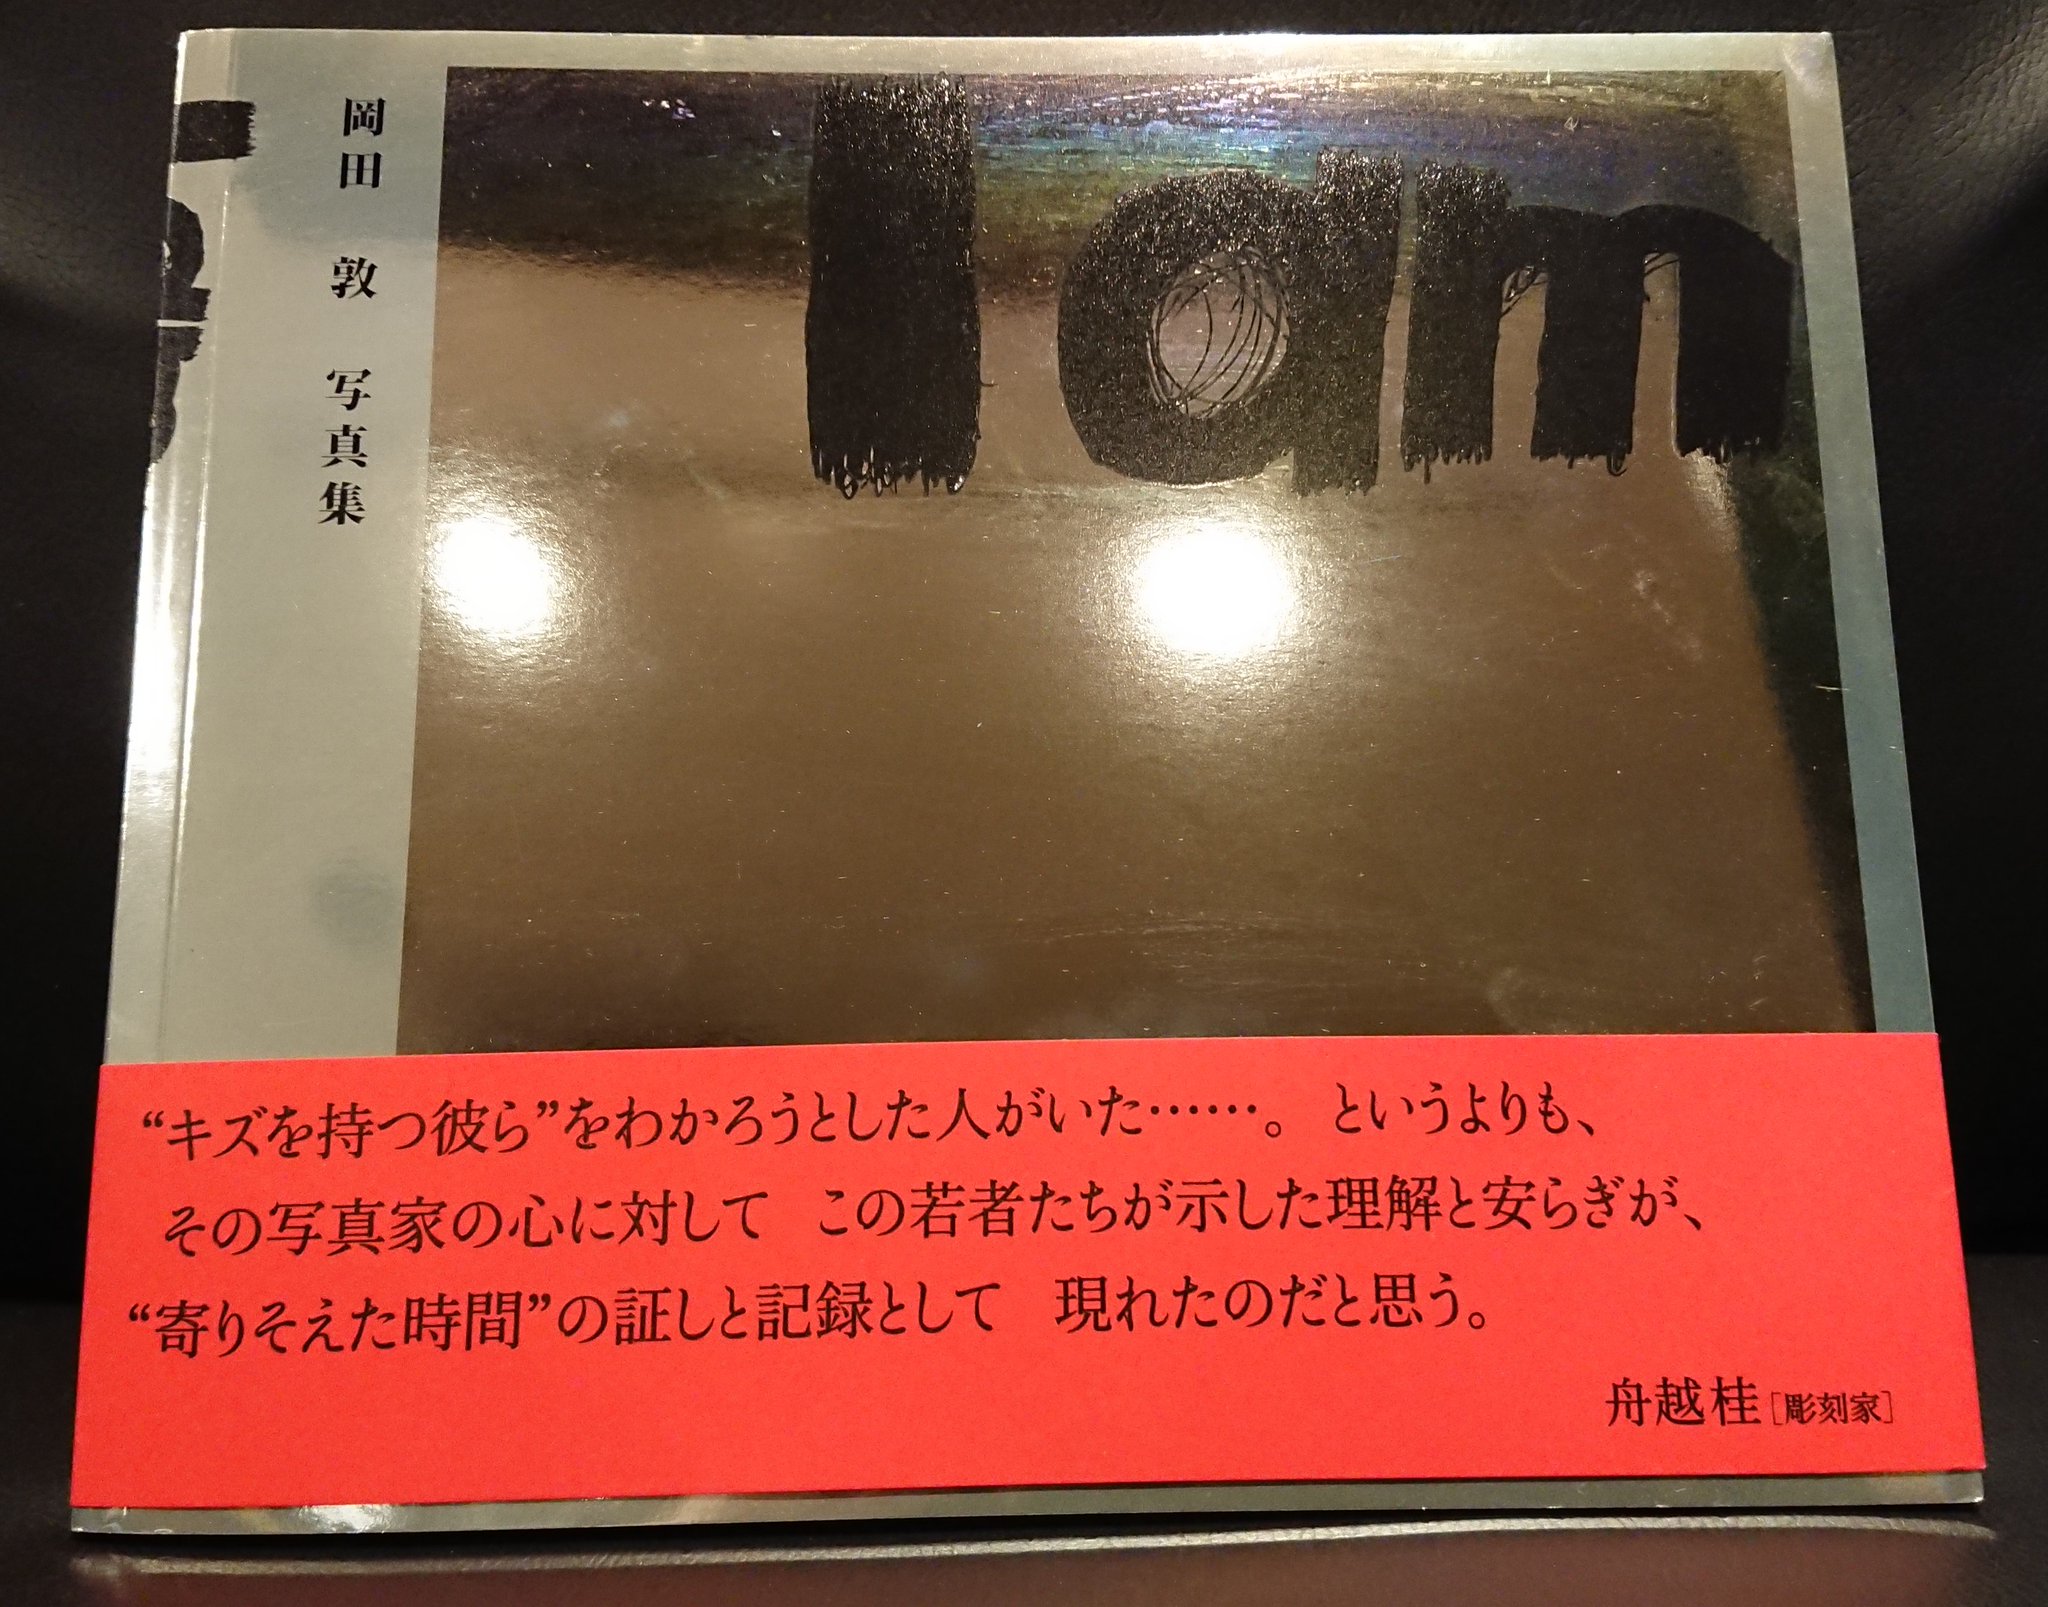 岡田 敦 写真集
I am
“キズを持つ彼ら”をわかろうとした人がいた……。 というよりも、
その写真家の心に対して この若者たちが示した理解と安らぎが、
“寄りそえた時間”の証しと記録として 現れたのだと思う。
舟越桂［彫刻家］